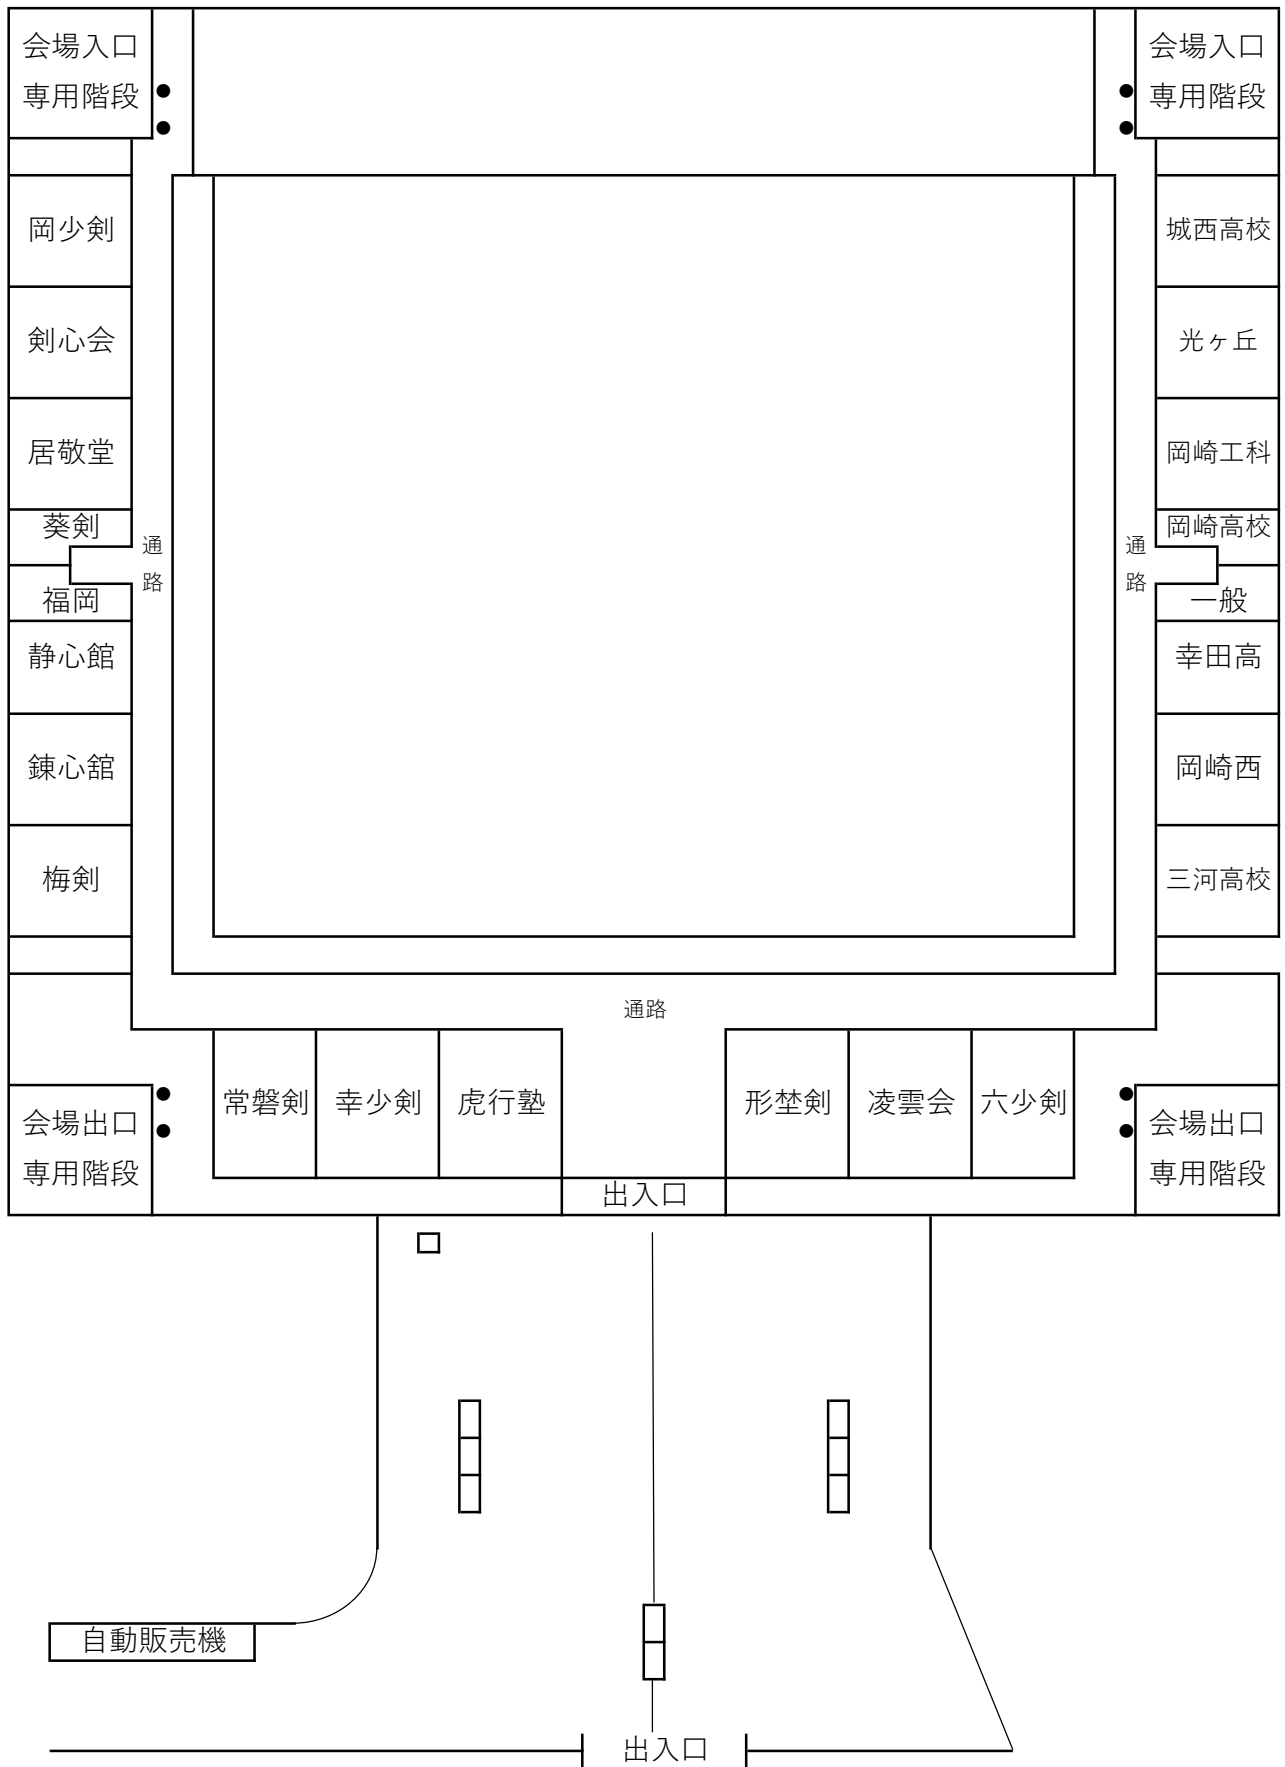 会場入口
専用階段
会場入口
専用階段
岡少剣
城西高校
剣心会
光ヶ丘
居敬堂
岡崎工科
葵剣
岡崎高校
通路
通路
福岡
一般
静心館
幸田高
錬心舘
岡崎西
梅剣
三河高校
通路
常磐剣
幸少剣
虎行塾
形埜剣
凌雲会
六少剣
会場出口
専用階段
会場出口
専用階段
出入口
自動販売機
出入口